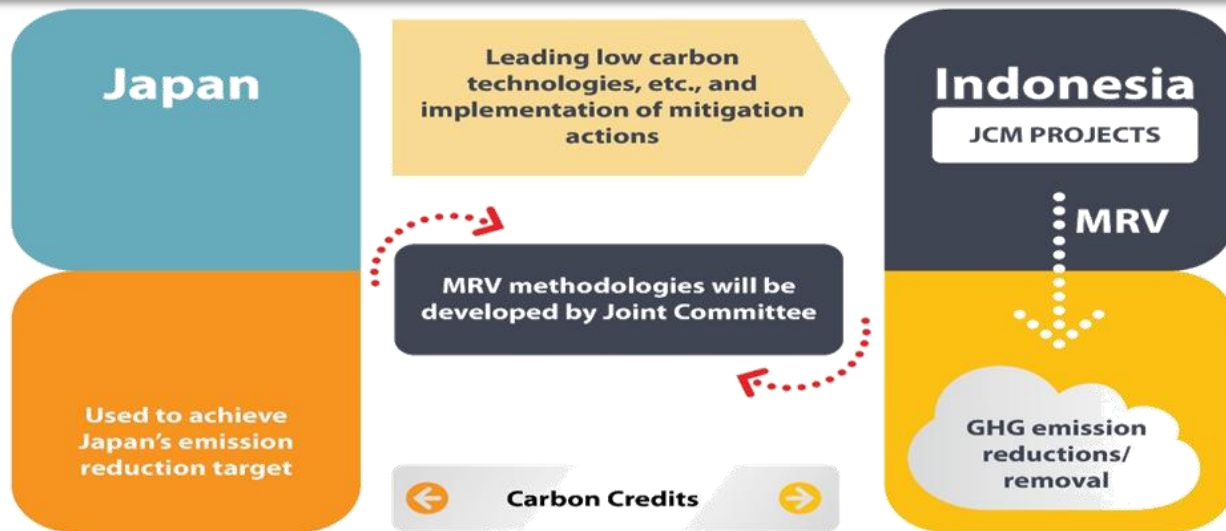 Japan
Leading low carbon
technologies, etc., and
implementation of mitigation
actions
Indonesia
JCM PROJECTS
MRV
MRV methodologies will be
developed by Joint Committee
Used to achieve
Japan’s emission
reduction target
Carbon Credits
GHG emission
reductions/
removal